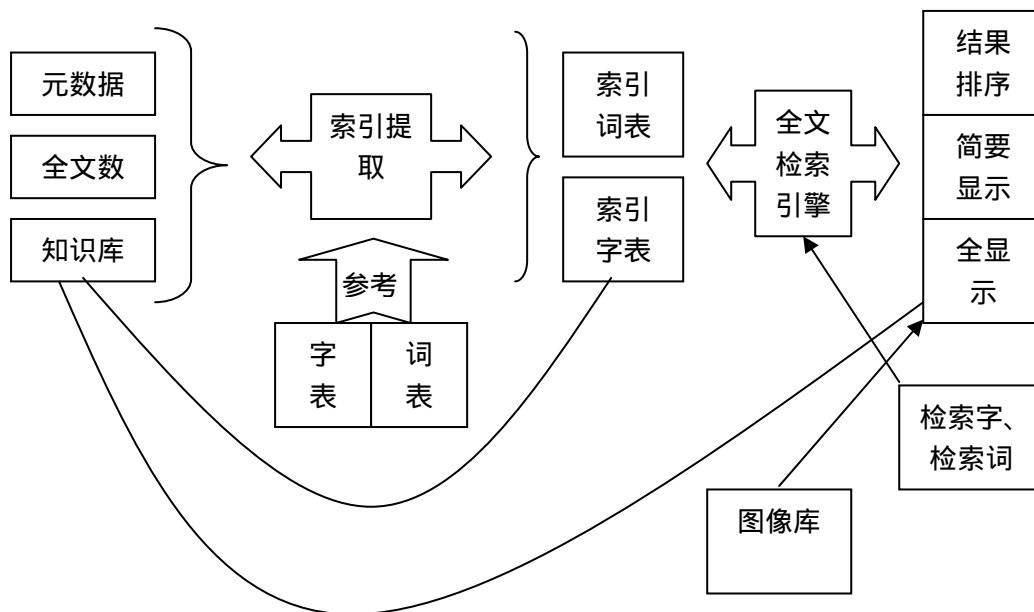 元数据
全文数
知识库
索引提
取
参考
字
表
词
表
索引
词表
索引
字表
全文
检索
引擎
结果
排序
简要
显示
全显
示
检索字、
检索词
图像库